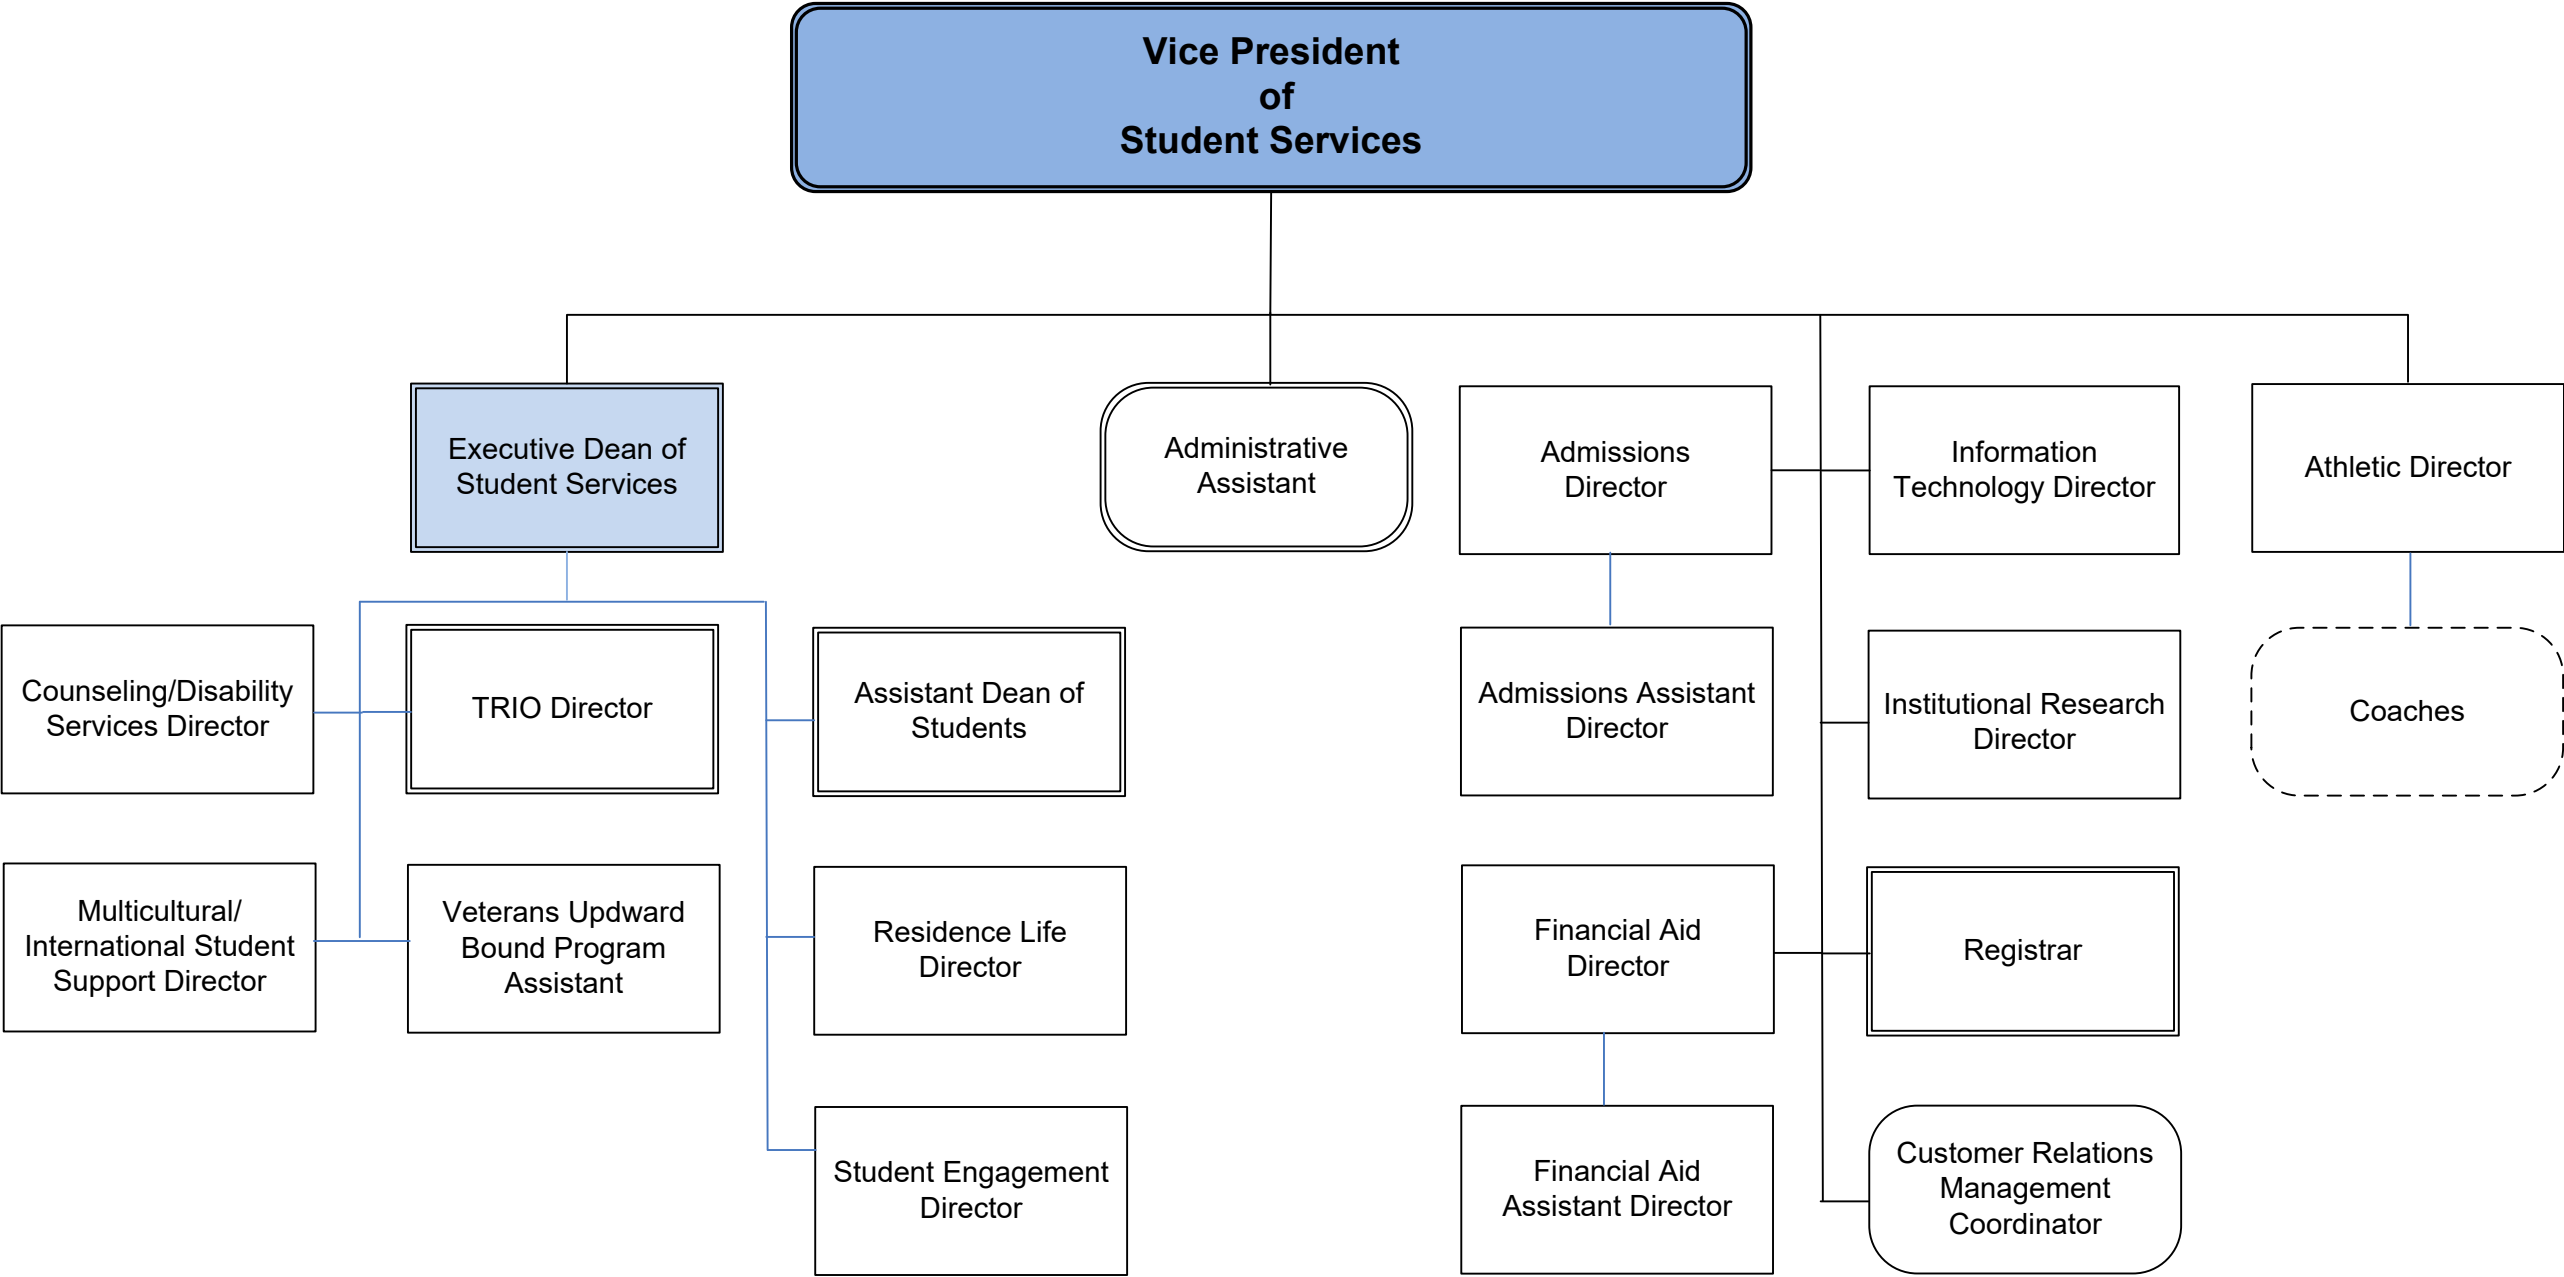 Vice President
of
Student Services
Executive Dean of
Student Services
Administrative
Assistant
Admissions
Director
Information
Technology Director
Athletic Director
Counseling/Disability
Services Director
TRIO Director
Assistant Dean of
Students
Admissions Assistant
Director
Institutional Research
Director
Coaches
Multicultural/
International Student
Support Director
Veterans Updward
Bound Program
Assistant
Residence Life
Director
Financial Aid
Director
Registrar
Student Engagement
Director
Financial Aid
Assistant Director
Customer Relations
Management
Coordinator